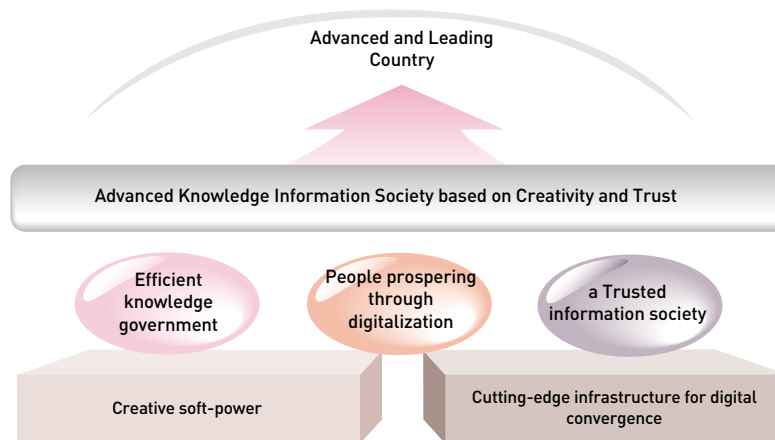 Advanced and Leading
Country
Advanced Knowledge Information Society based on Creativity and Trust
Efficient
knowledge
government
People prospering
through
digitalization
a Trusted
information society
Creative soft-power
Cutting-edge infrastructure for digital
convergence